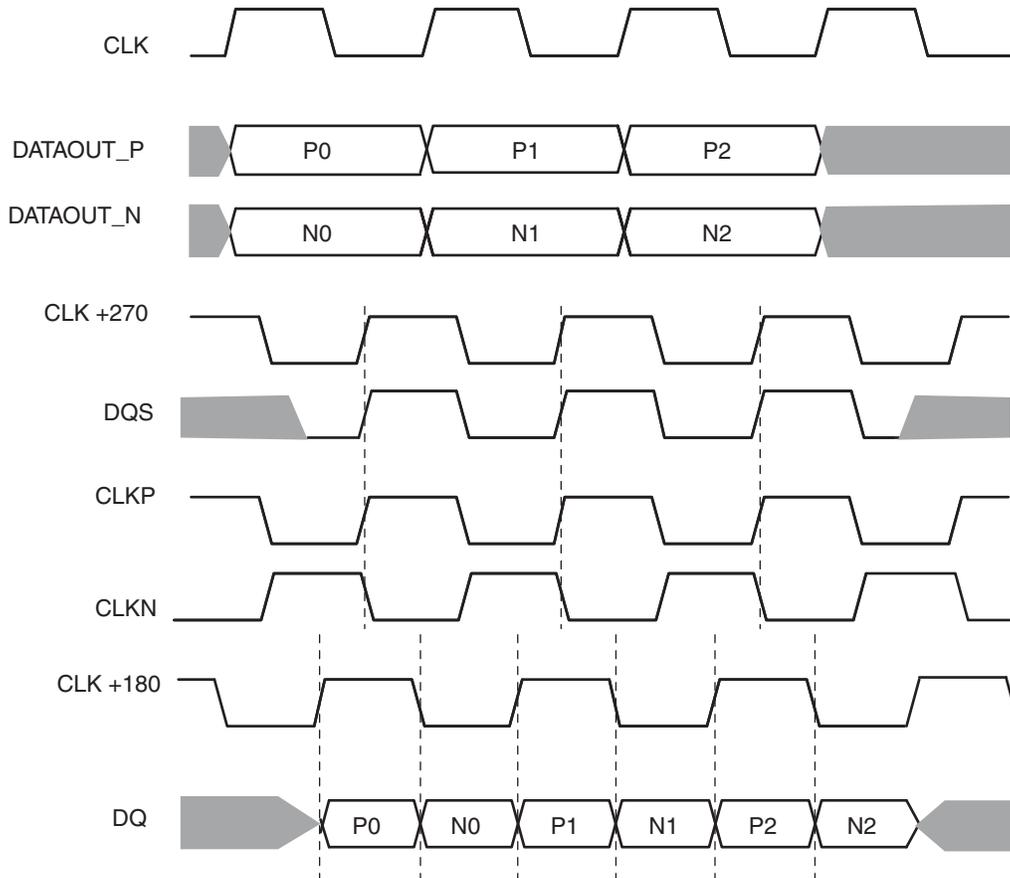 CLK
DATAOUT_P P0 P1 P2
DATAOUT_N N0 N1 N2
CLK +270
DQS
CLKP
CLKN
CLK +180
DQ P0 N0 P1 N1 P2 N2